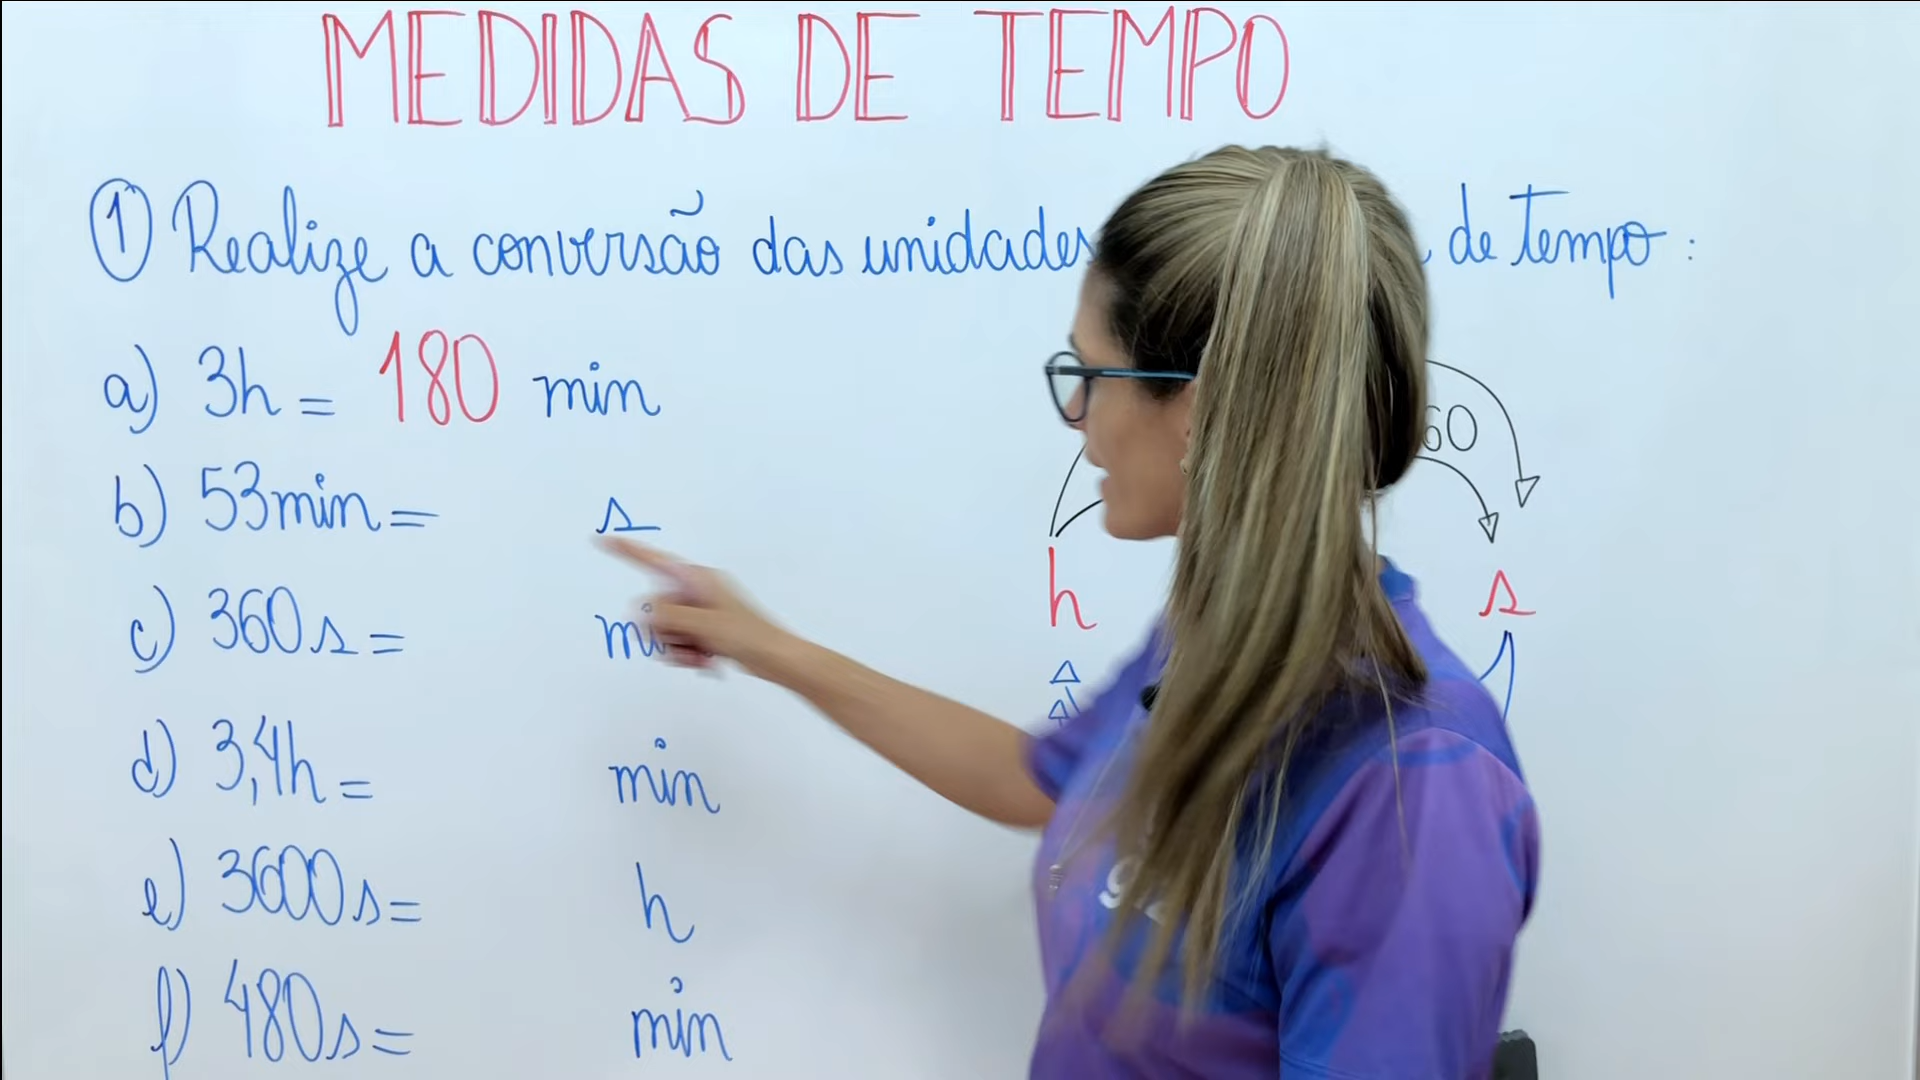 MEDIDAS DE TEMPO
① Realize a conversão das unidades de tempo:
a) 3h = 180 min
b) 53min = s
c) 360s = min
d) 3,4h = min
e) 3600s = h
f) 480s = min
60
h s